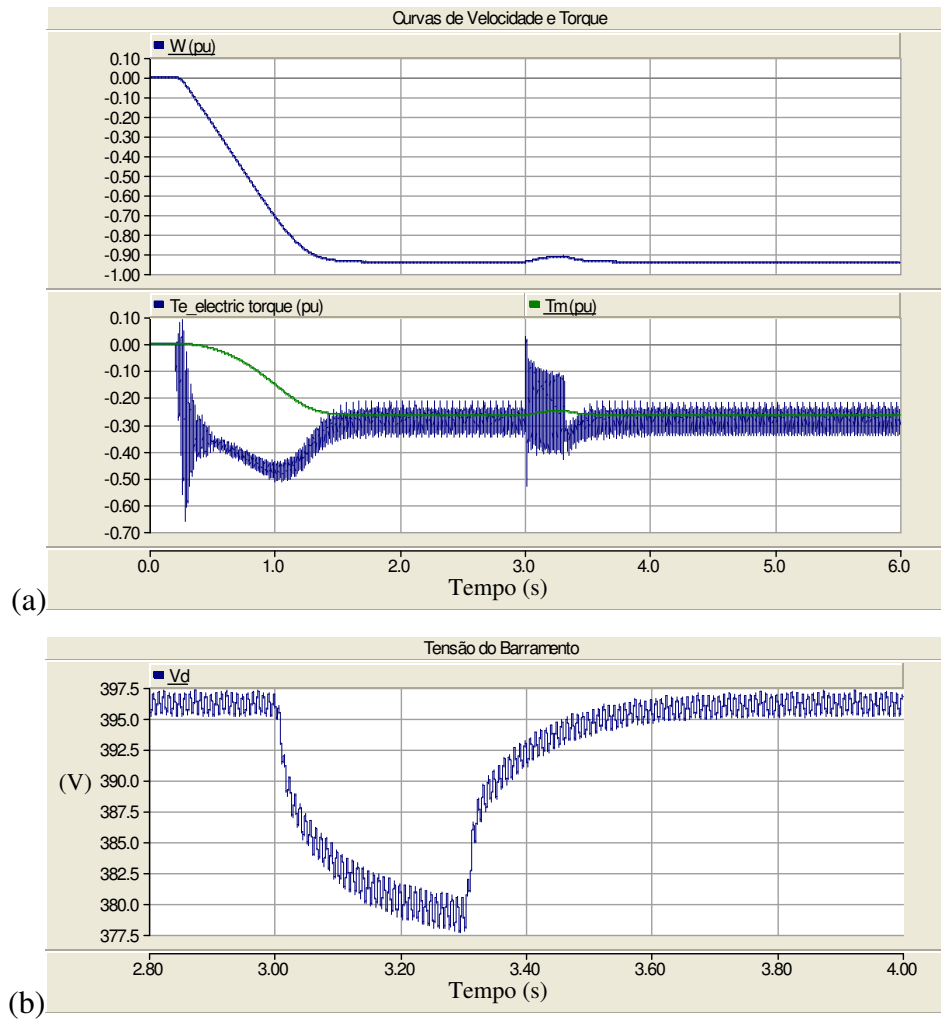 Curvas de Velocidade e Torque
W (pu)
0.10
0.00
-0.10
-0.20
-0.30
-0.40
-0.50
-0.60
-0.70
-0.80
-0.90
-1.00
Te_electric torque (pu) Tm (pu)
0.10
0.00
-0.10
-0.20
-0.30
-0.40
-0.50
-0.60
-0.70
0.0 1.0 2.0 3.0 4.0 5.0 6.0
Tempo (s)
(a)
Tensão do Barramento
Vd
397.5
395.0
392.5
390.0
(V)
387.5
385.0
382.5
380.0
377.5
2.80 3.00 3.20 3.40 3.60 3.80 4.00
Tempo (s)
(b)